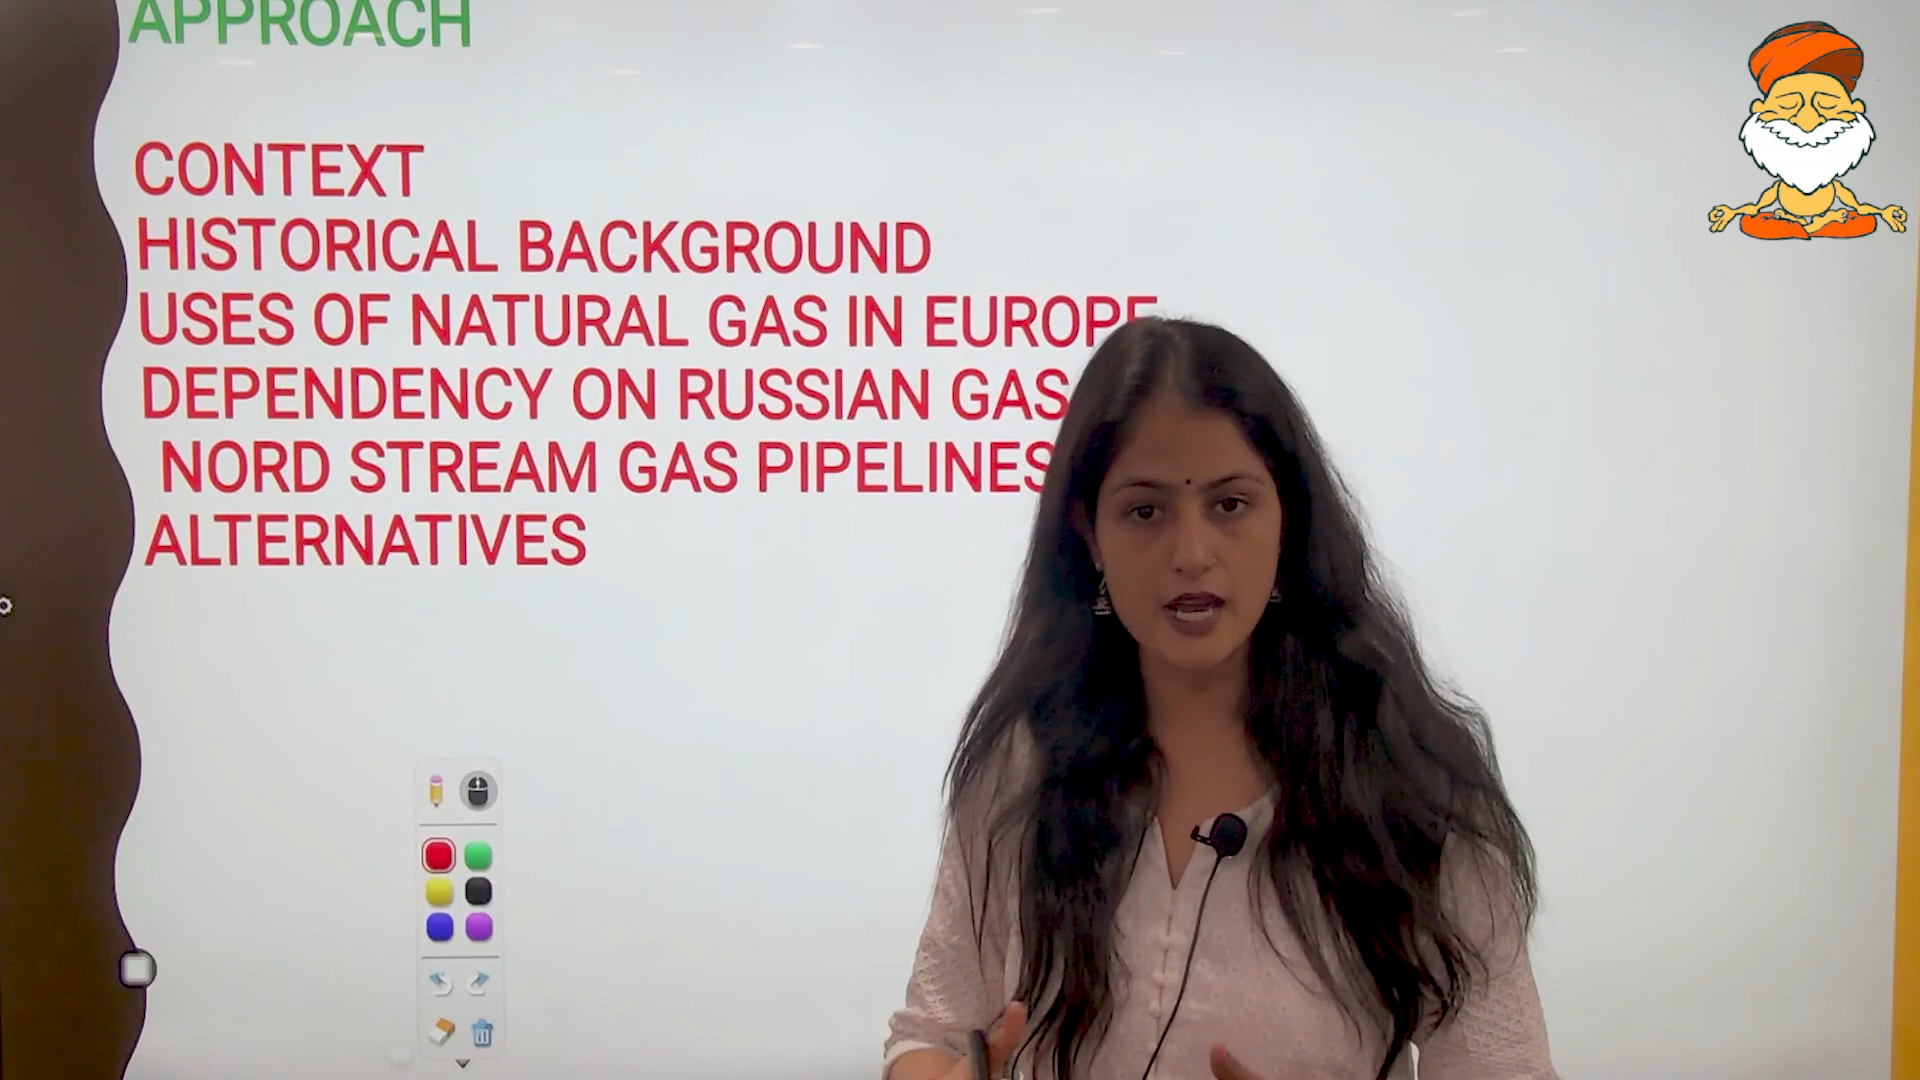 APPROACH
CONTEXT
HISTORICAL BACKGROUND
USES OF NATURAL GAS IN EUROPE
DEPENDENCY ON RUSSIAN GAS
NORD STREAM GAS PIPELINES
ALTERNATIVES